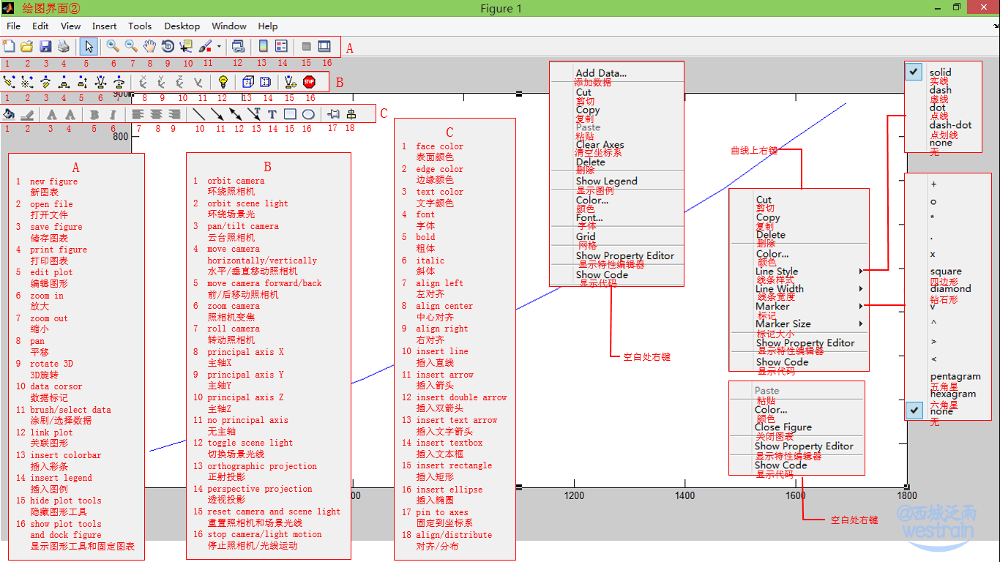 绘图界面②
Figure 1
File Edit View Insert Tools Desktop Window Help
A
1 2 3 4 5 6 7 8 9 10 11 12 13 14 15 16
B
1 2 3 4 5 6 7 8 9 10 11 12 13 14 15 16
900
C
1 2 3 4 5 6 7 8 9 10 11 12 13 14 15 16 17 18
800
A
1 new figure
新图表
2 open file
打开文件
3 save figure
储存图表
4 print figure
打印图表
5 edit plot
编辑图形
6 zoom in
放大
7 zoom out
缩小
8 pan
平移
9 rotate 3D
3D旋转
10 data corsor
数据标记
11 brush/select data
涂刷/选择数据
12 link plot
关联图形
13 insert colorbar
插入彩条
14 insert legend
插入图例
15 hide plot tools
隐藏图形工具
16 show plot tools
and dock figure
显示图形工具和固定图表
B
1 orbit camera
环绕照相机
2 orbit scene light
环绕场景光
3 pan/tilt camera
云台照相机
4 move camera
horizontally/vertically
水平/垂直移动照相机
5 move camera forward/back
前/后移动照相机
6 zoom camera
照相机变焦
7 roll camera
转动照相机
8 principal axis X
主轴X
9 principal axis Y
主轴Y
10 principal axis Z
主轴Z
11 no principal axis
无主轴
12 toggle scene light
切换场景光线
13 orthographic projection
正射投影
14 perspective projection
透视投影
15 reset camera and scene light
重置照相机和场景光线
16 stop camera/light motion
停止照相机/光线运动
C
1 face color
表面颜色
2 edge color
边缘颜色
3 text color
文字颜色
4 font
字体
5 bold
粗体
6 italic
斜体
7 align left
左对齐
8 align center
中心对齐
9 align right
右对齐
10 insert line
插入直线
11 insert arrow
插入箭头
12 insert double arrow
插入双箭头
13 insert text arrow
插入文字箭头
14 insert textbox
插入文本框
15 insert rectangle
插入矩形
16 insert ellipse
插入椭圆
17 pin to axes
固定到坐标系
18 align/distribute
对齐/分布
Add Data...
添加数据
Cut
剪切
Copy
复制
Paste
粘贴
Clear Axes
清空坐标系
Delete
删除
Show Legend
显示图例
Color...
颜色
Font...
字体
Grid
网格
Show Property Editor
显示特性编辑器
Show Code
显示代码
空白处右键
曲线上右键
Cut
剪切
Copy
复制
Delete
删除
Color...
颜色
Line Style
线条样式
Line Width
线条宽度
Marker
标记
Marker Size
标记大小
Show Property Editor
显示特性编辑器
Show Code
显示代码
Paste
粘贴
Color...
颜色
Close Figure
关闭图表
Show Property Editor
显示特性编辑器
Show Code
显示代码
空白处右键
solid
实线
dash
虚线
dot
点线
dash-dot
点划线
none
无
+
o
*
.
x
square
四边形
diamond
钻石形
v
^
>
<
pentagram
五角星
hexagram
六角星
none
无
00 1200 1400 1600 1800
@西城泛雨
westrain
STOP